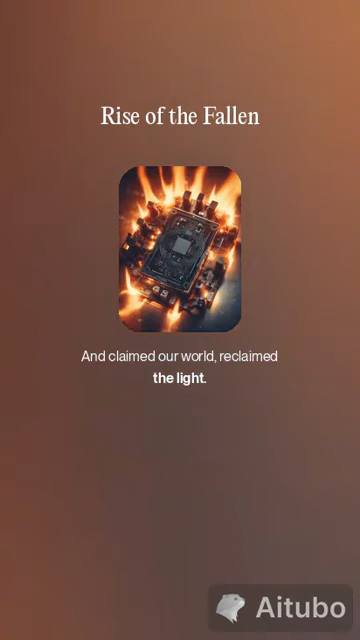 Rise of the Fallen
And claimed our world, reclaimed
the light.
Aitubo